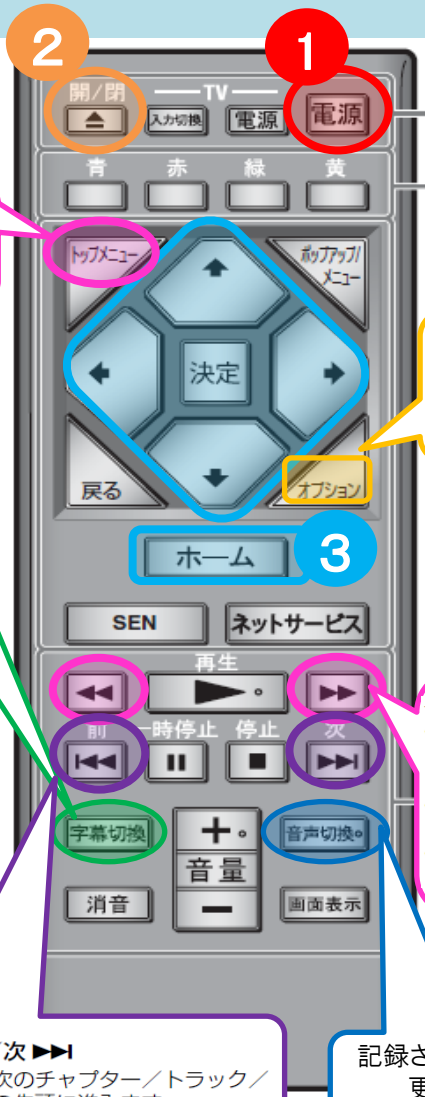 2
1
開/閉
TV
入力切換
電源
電源
青
赤
緑
黄
トップメニュー
ポップアップ/
メニュー
決定
戻る
オプション
ホーム
3
SEN
ネットサービス
再生
前
一時停止
停止
次
字幕切換
+
音量
−
音声切換
消音
画面表示
次 ▶▶I
次のチャプター／トラック／
記録さ
更